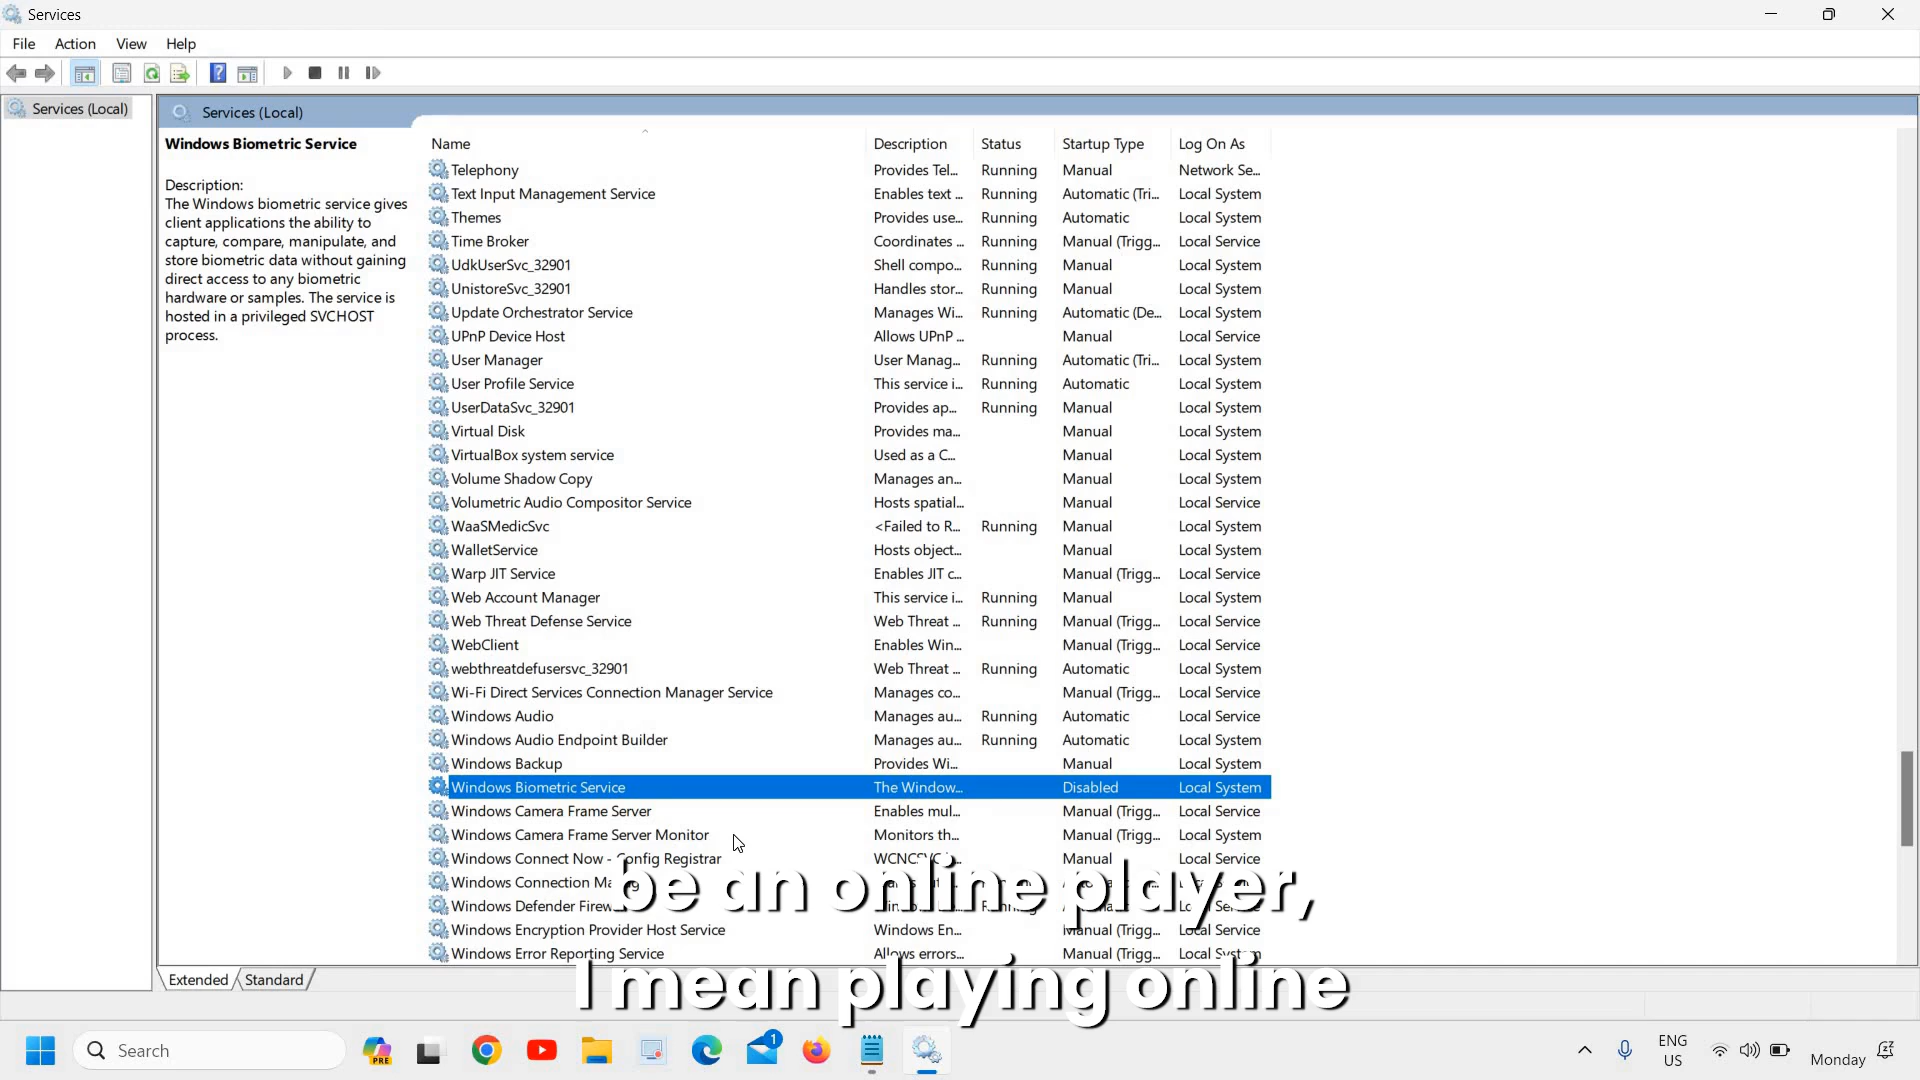 Services
File Action View Help
Services (Local)
Services (Local)
Windows Biometric Service
Description:
The Windows biometric service gives
client applications the ability to
capture, compare, manipulate, and
store biometric data without gaining
direct access to any biometric
hardware or samples. The service is
hosted in a privileged SVCHOST
process.
Name Description Status Startup Type Log On As
Telephony Provides Tel... Running Manual Network Se...
Text Input Management Service Enables text ... Running Automatic (Tri... Local System
Themes Provides use... Running Automatic Local System
Time Broker Coordinates ... Running Manual (Trigg... Local Service
UdkUserSvc_32901 Shell compo... Running Manual Local System
UnistoreSvc_32901 Handles stor... Running Manual Local System
Update Orchestrator Service Manages Wi... Running Automatic (De... Local System
UPnP Device Host Allows UPnP ... Manual Local Service
User Manager User Manag... Running Automatic (Tri... Local System
User Profile Service This service i... Running Automatic Local System
UserDataSvc_32901 Provides ap... Running Manual Local System
Virtual Disk Provides ma... Manual Local System
VirtualBox system service Used as a C... Manual Local System
Volume Shadow Copy Manages an... Manual Local System
Volumetric Audio Compositor Service Hosts spatial... Manual Local Service
WaaSMedicSvc <Failed to R... Running Manual Local System
WalletService Hosts object... Manual Local System
Warp JIT Service Enables JIT c... Manual (Trigg... Local Service
Web Account Manager This service i... Running Manual Local System
Web Threat Defense Service Web Threat ... Running Manual (Trigg... Local Service
WebClient Enables Win... Manual (Trigg... Local Service
webthreatdefusersvc_32901 Web Threat ... Running Automatic Local System
Wi-Fi Direct Services Connection Manager Service Manages co... Manual (Trigg... Local Service
Windows Audio Manages au... Running Automatic Local Service
Windows Audio Endpoint Builder Manages au... Running Automatic Local System
Windows Backup Provides Wi... Manual Local System
Windows Biometric Service The Window... Disabled Local System
Windows Camera Frame Server Enables mul... Manual (Trigg... Local Service
Windows Camera Frame Server Monitor Monitors th... Manual (Trigg... Local System
Windows Connect Now - Config Registrar Manual Local Service
Windows Connection
Windows Defender
be an online player,
Windows Encryption Provider Host Service Windows En... Manual (Trigg... Local Service
Windows Error Reporting Service Allows errors... Manual (Trigg... Local System
I mean playing online
Extended Standard
Search
PRE
1
ENG
US
Monday